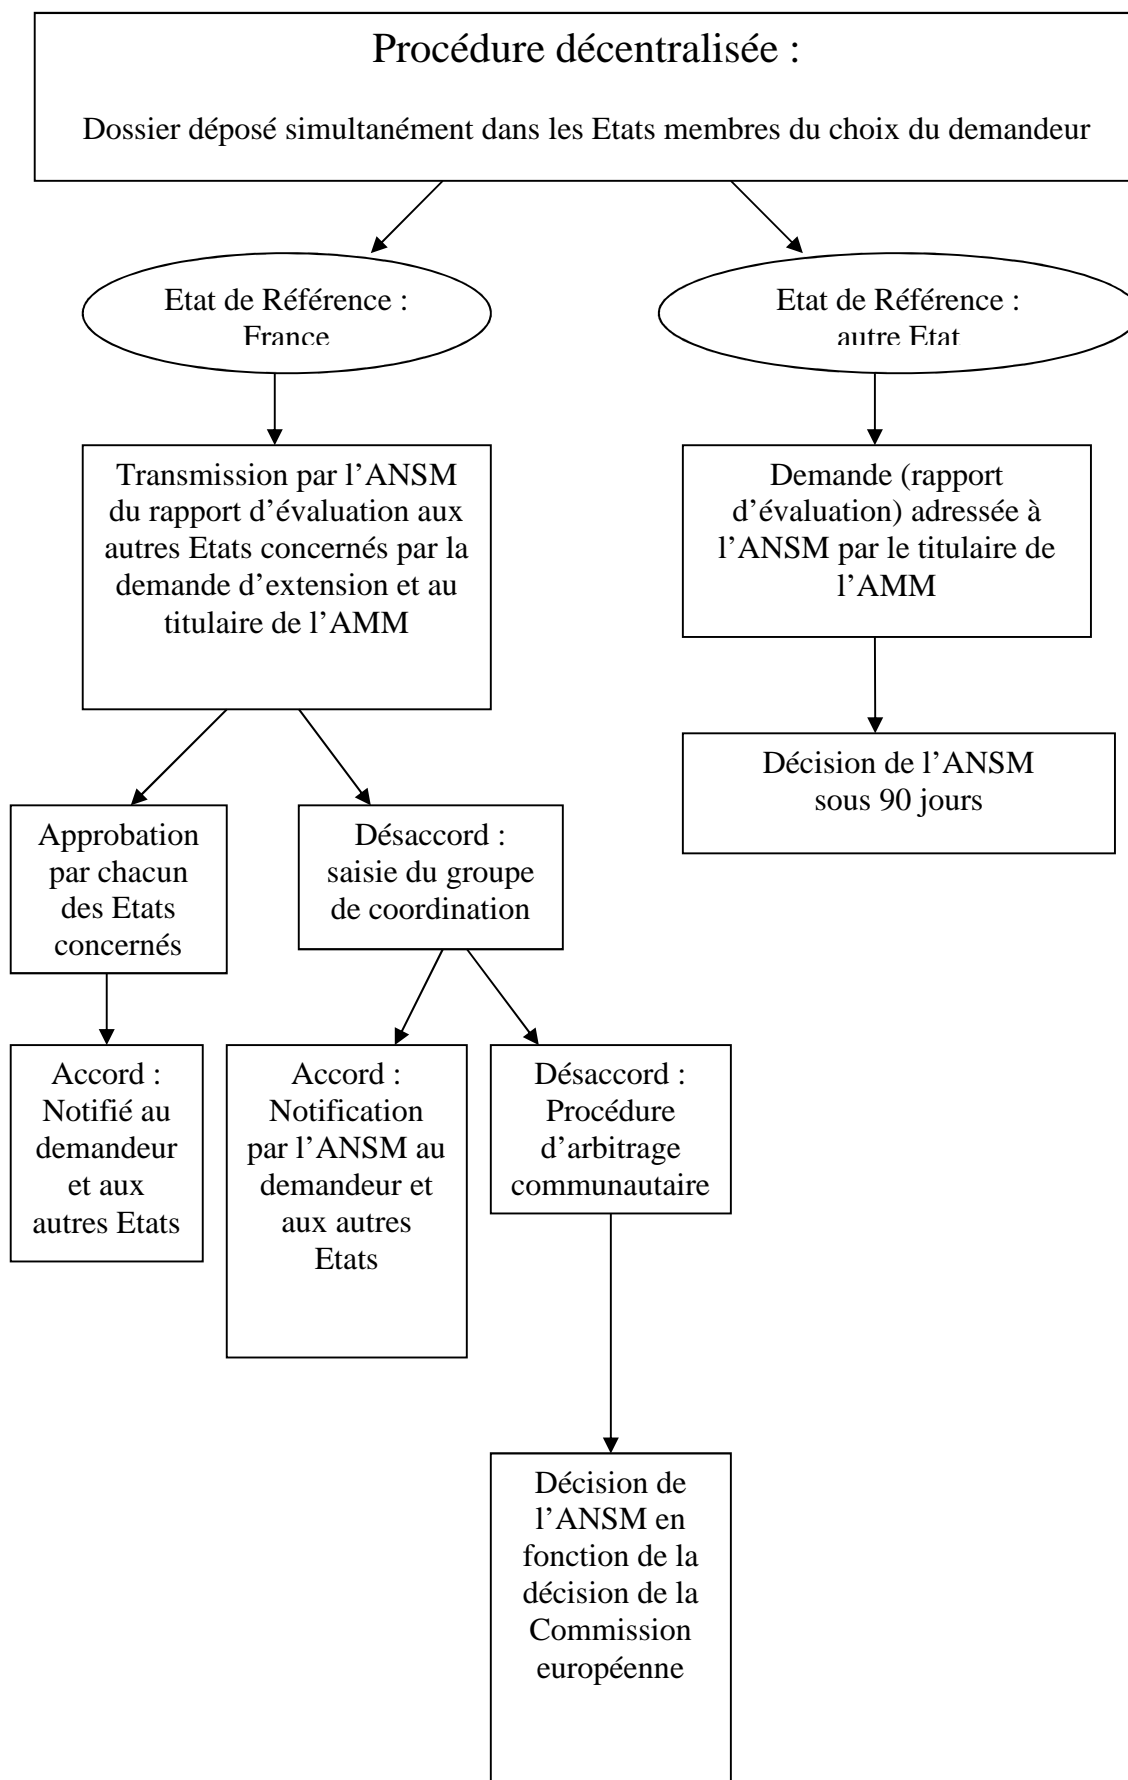 Procédure décentralisée :
Dossier déposé simultanément dans les Etats membres du choix du demandeur
Etat de Référence :
France
Etat de Référence :
autre Etat
Transmission par l’ANSM
du rapport d’évaluation aux
autres Etats concernés par la
demande d’extension et au
titulaire de l’AMM
Demande (rapport
d’évaluation) adressée à
l’ANSM par le titulaire de
l’AMM
Décision de l’ANSM
sous 90 jours
Approbation
par chacun
des Etats
concernés
Désaccord :
saisie du groupe
de coordination
Accord :
Notifié au
demandeur
et aux
autres Etats
Accord :
Notification
par l’ANSM au
demandeur et
aux autres
Etats
Désaccord :
Procédure
d’arbitrage
communautaire
Décision de
l’ANSM en
fonction de la
décision de la
Commission
européenne